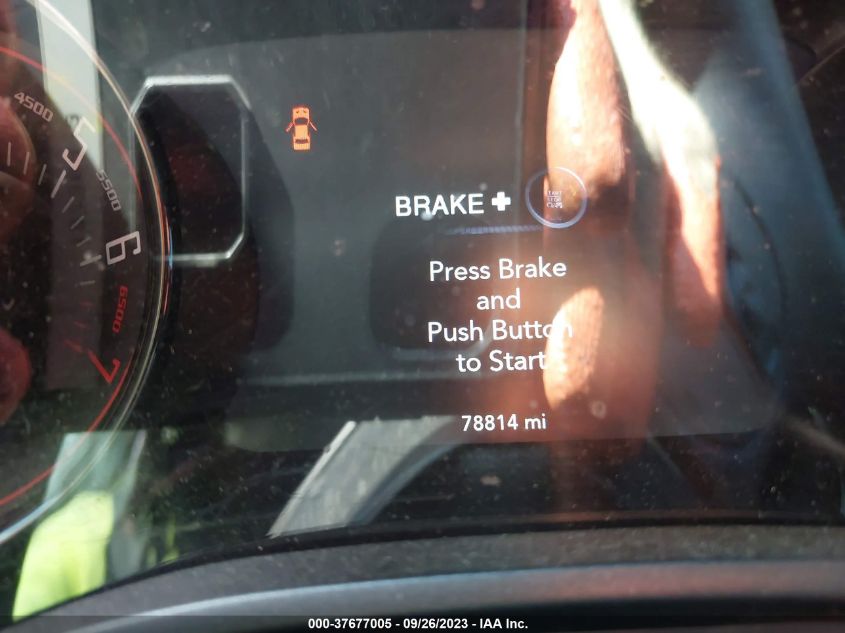 4500
5
5500
6
6500
7
BRAKE +
Press Brake
and
Push Button
to Start
78814 mi
000-37677005 - 09/26/2023 - IAA Inc.